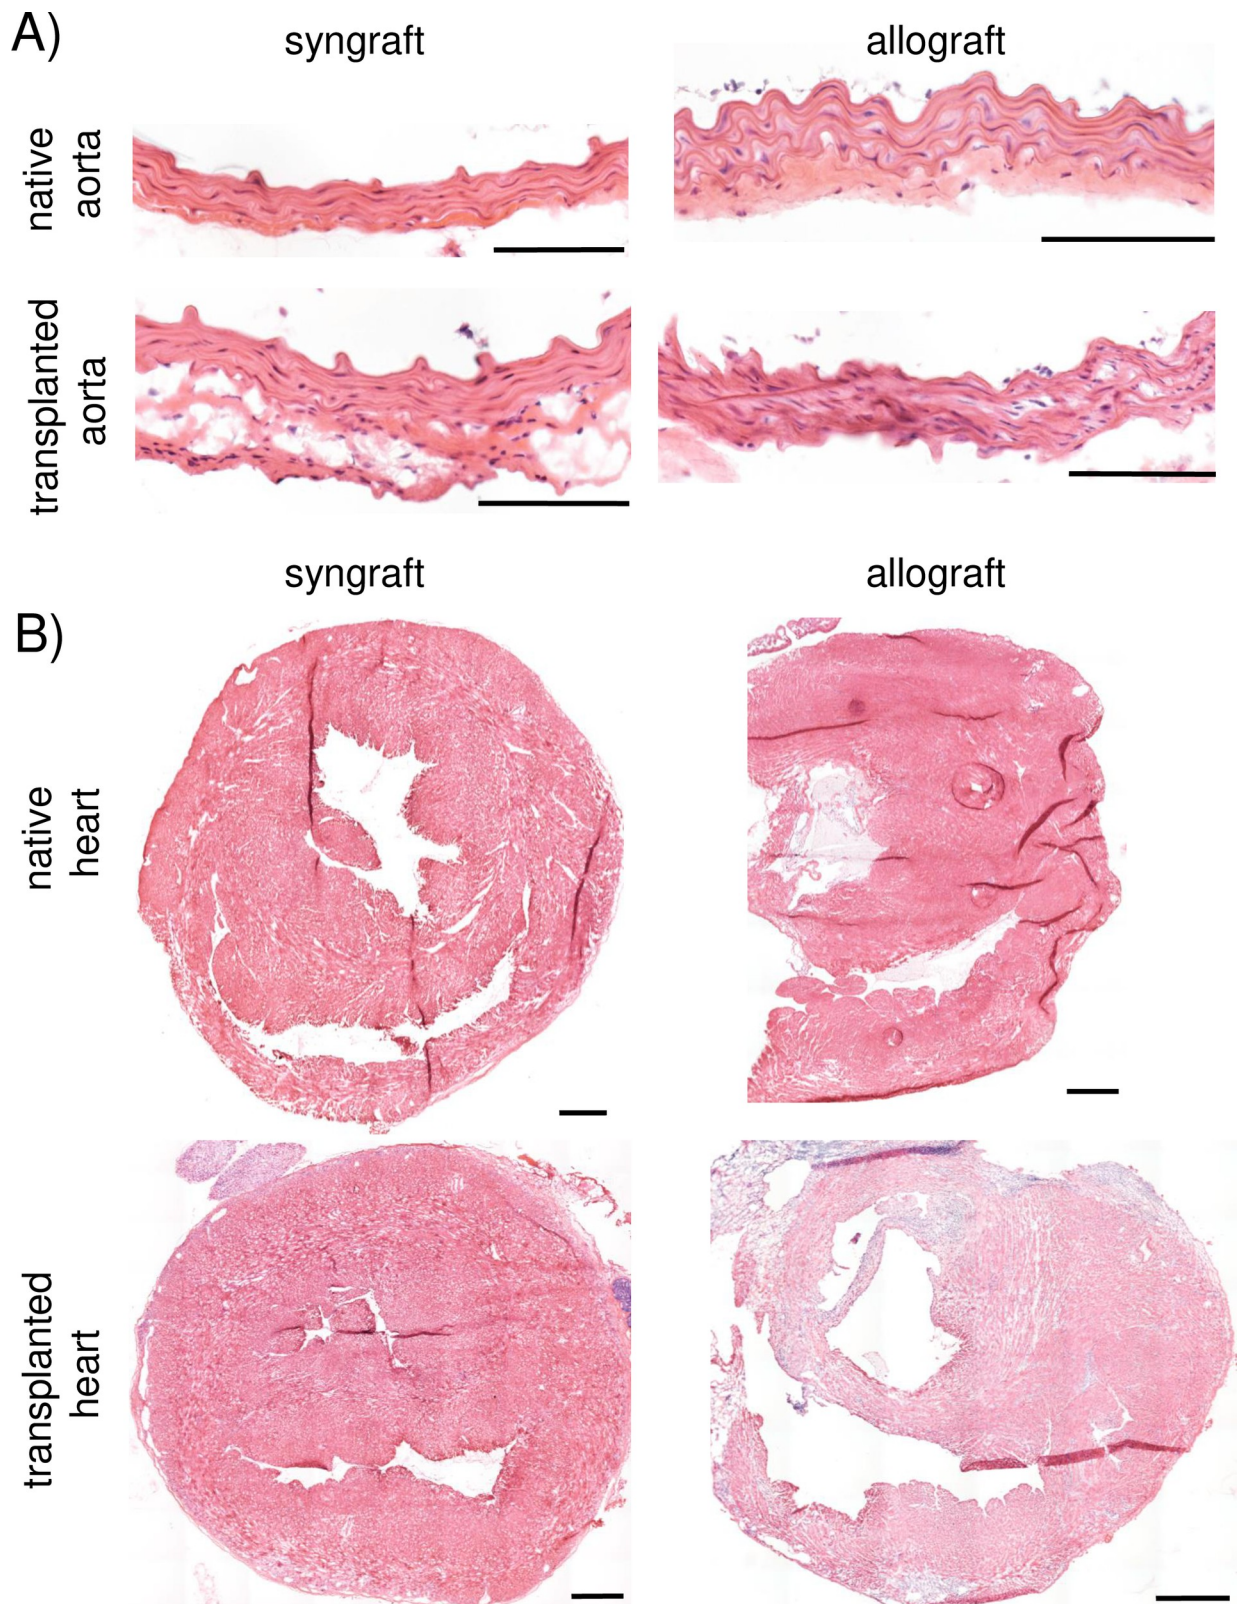 A)
syngraft
allograft
native
aorta
transplanted
aorta
syngraft
allograft
B)
native
heart
transplanted
heart